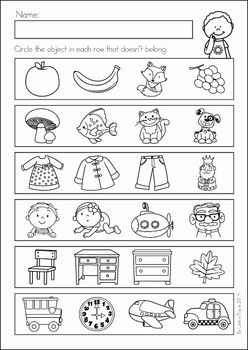 Name:
Circle the object in each row that doesn't belong.